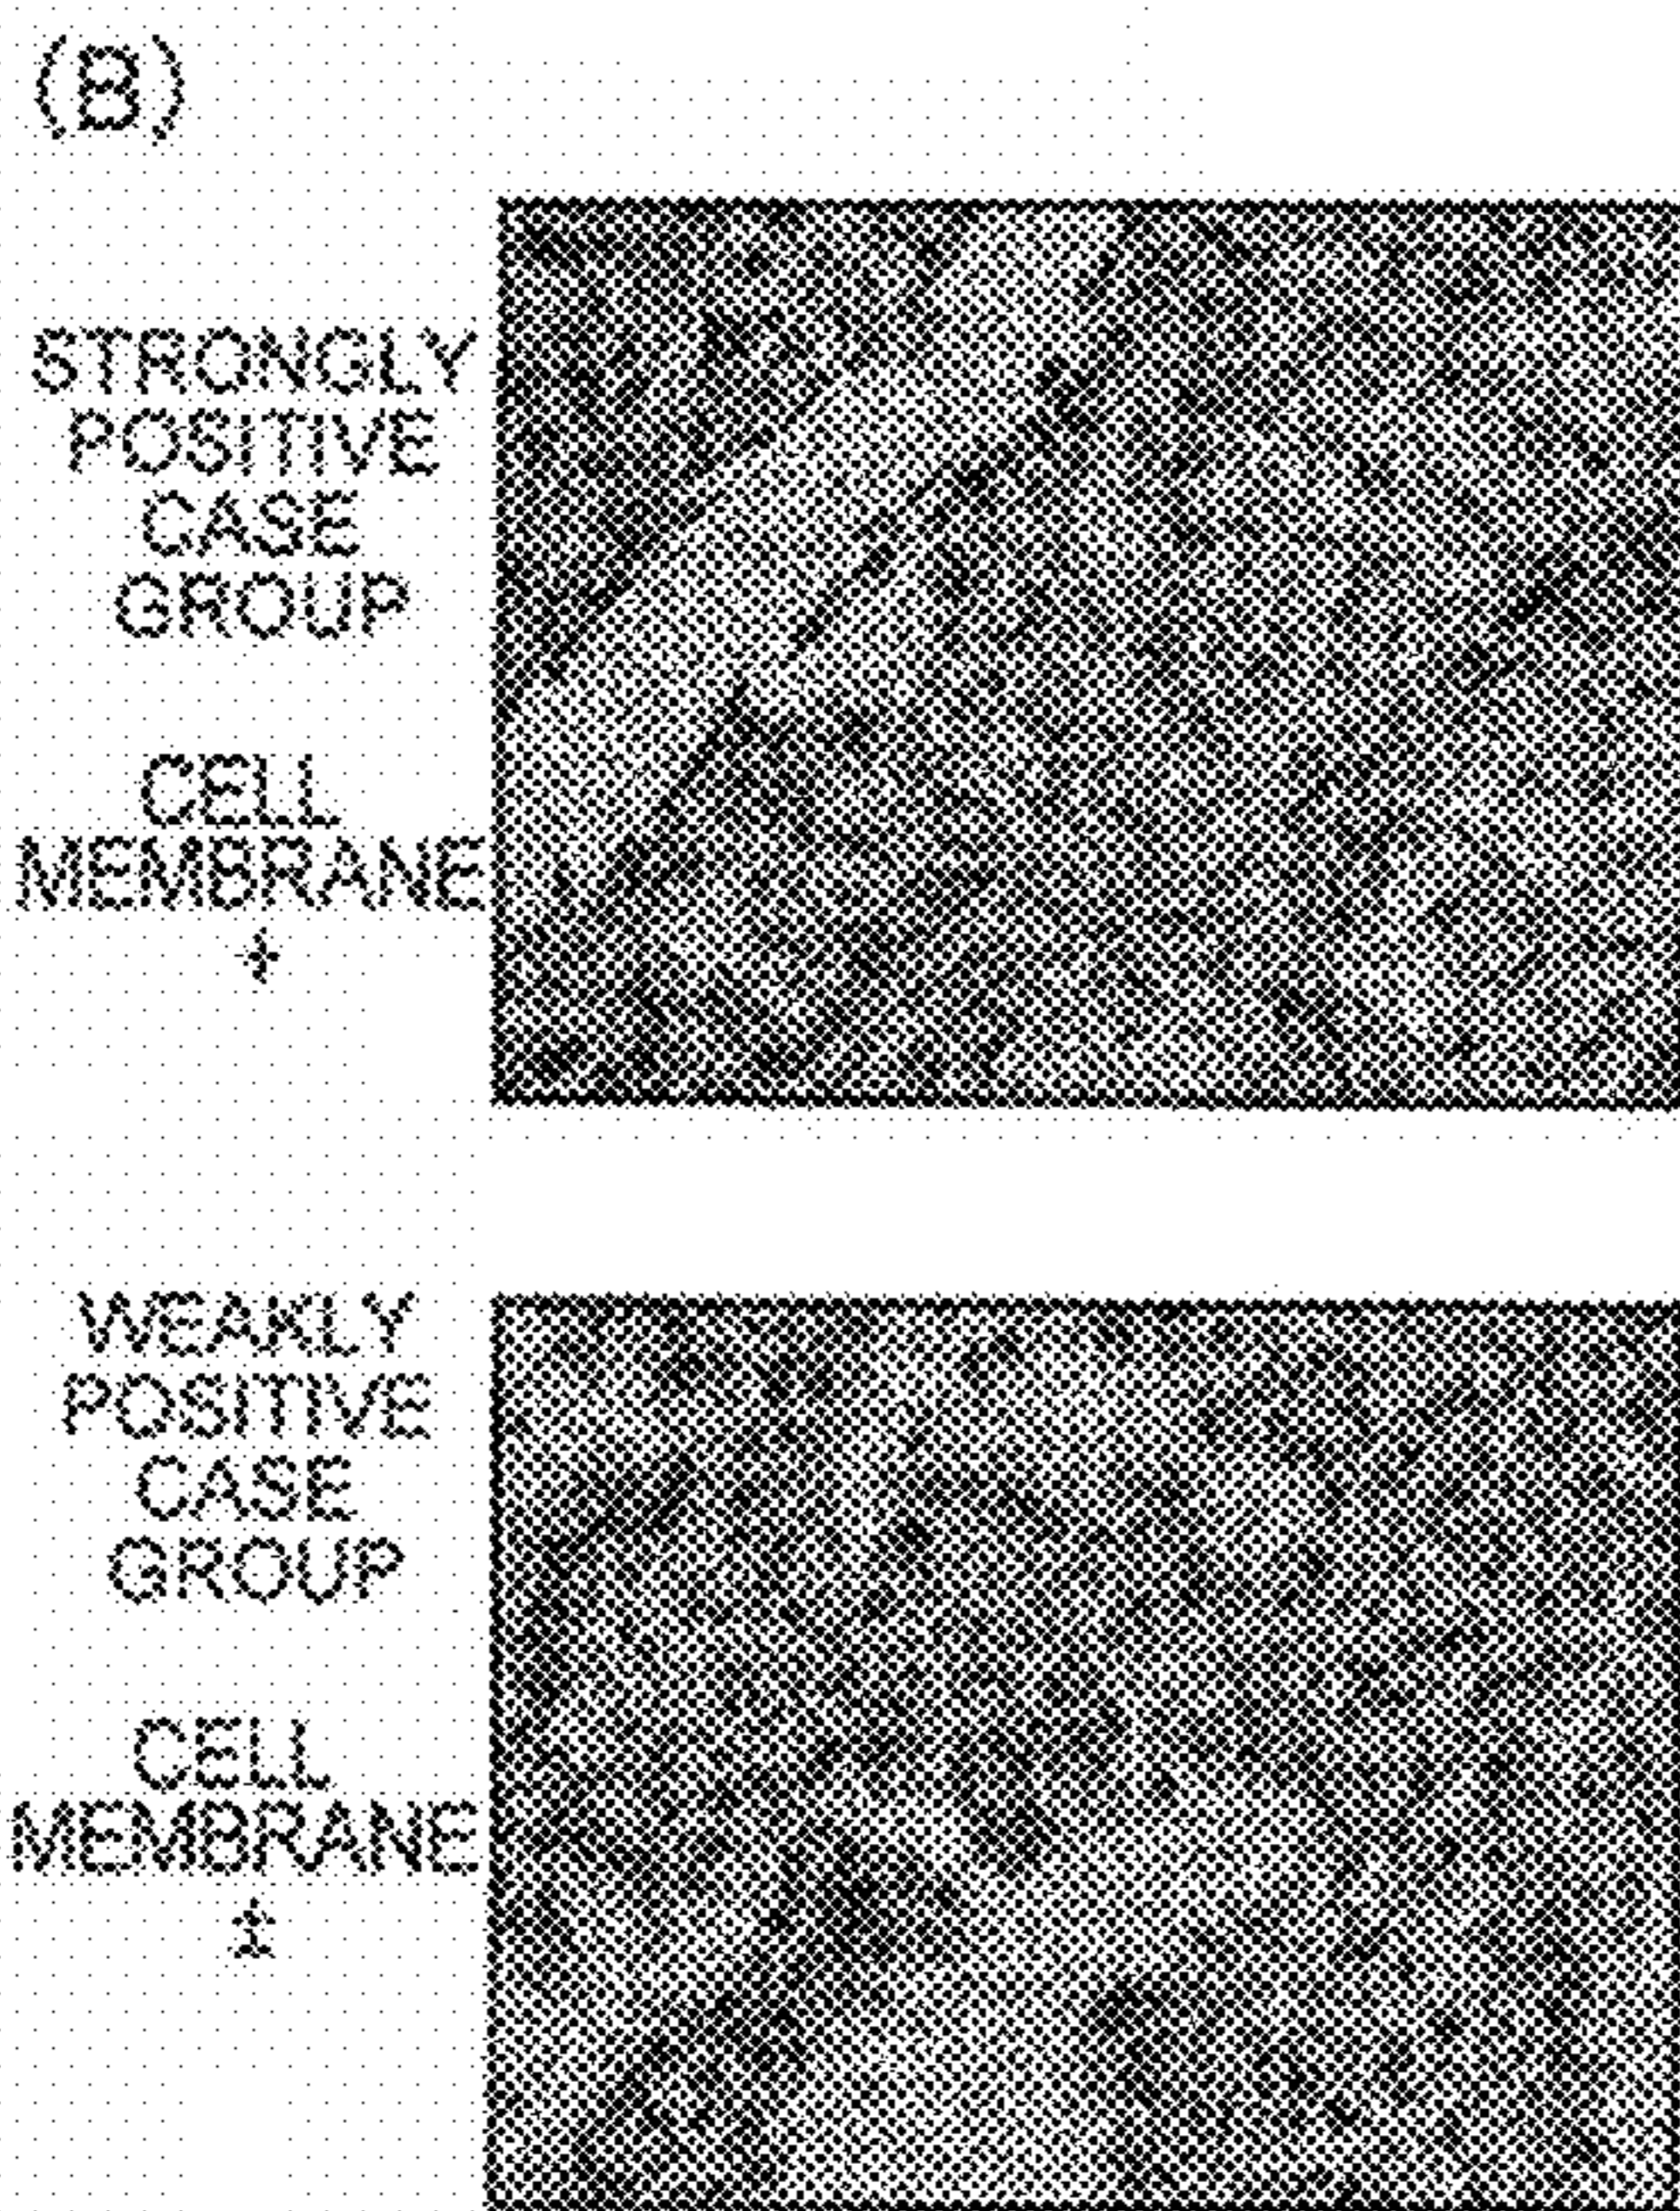 (B)
STRONGLY
POSITIVE
CASE
GROUP
CELL
MEMBRANE
+
WEAKLY
POSITIVE
CASE
GROUP
CELL
MEMBRANE
±